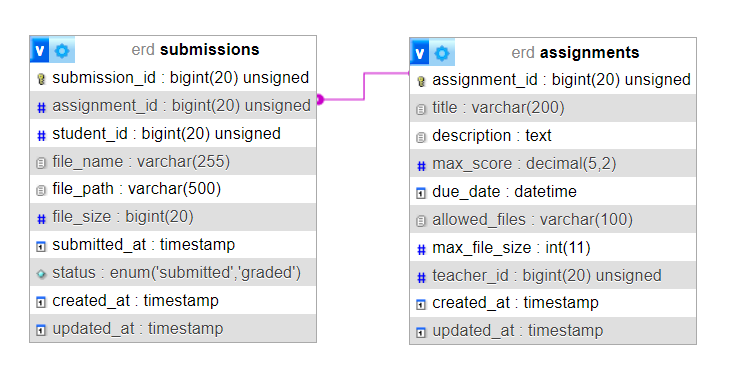 v erd submissions
submission_id : bigint(20) unsigned
# assignment_id : bigint(20) unsigned
# student_id : bigint(20) unsigned
file_name : varchar(255)
file_path : varchar(500)
# file_size : bigint(20)
submitted_at : timestamp
status : enum('submitted','graded')
created_at : timestamp
updated_at : timestamp
v erd assignments
assignment_id : bigint(20) unsigned
title : varchar(200)
description : text
# max_score : decimal(5,2)
due_date : datetime
allowed_files : varchar(100)
# max_file_size : int(11)
# teacher_id : bigint(20) unsigned
created_at : timestamp
updated_at : timestamp